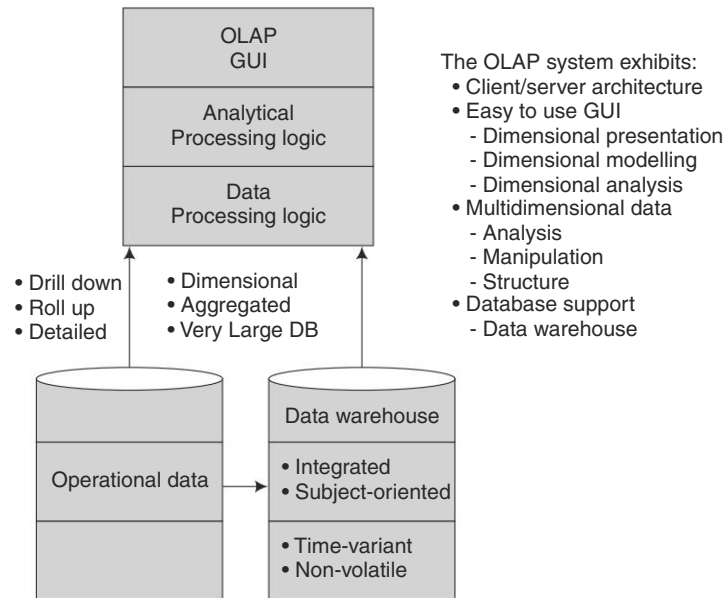 OLAP
GUI
Analytical
Processing logic
Data
Processing logic
The OLAP system exhibits:
• Client/server architecture
• Easy to use GUI
- Dimensional presentation
- Dimensional modelling
- Dimensional analysis
• Multidimensional data
- Analysis
- Manipulation
- Structure
• Database support
- Data warehouse
• Drill down
• Roll up
• Detailed
• Dimensional
• Aggregated
• Very Large DB
Operational data
Data warehouse
• Integrated
• Subject-oriented
• Time-variant
• Non-volatile